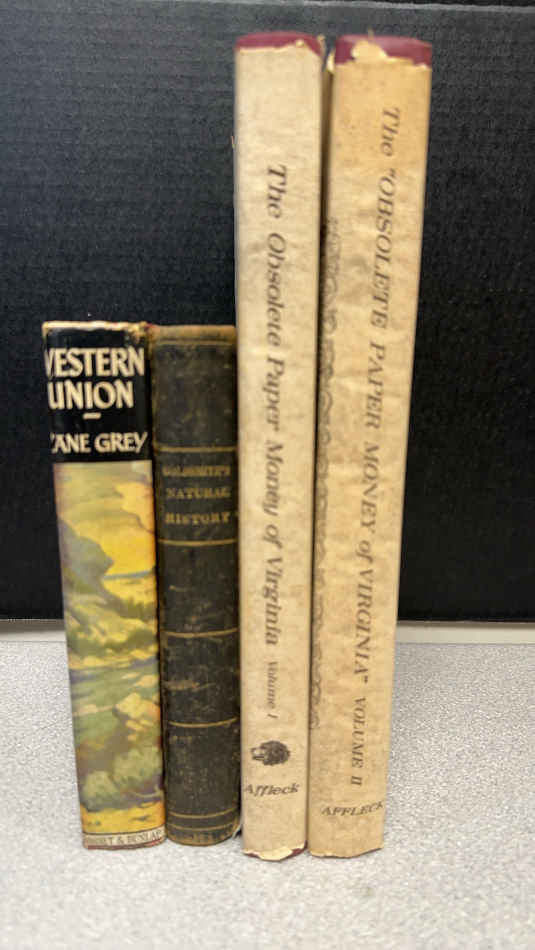 WESTERN
UNION
ZANE GREY
GOLDSMITH'S
NATURAL
HISTORY
The Obsolete Paper Money of Virginia Volume I
Affleck
The "OBSOLETE PAPER MONEY of VIRGINIA" VOLUME II
AFFLECK
& DUNLAP